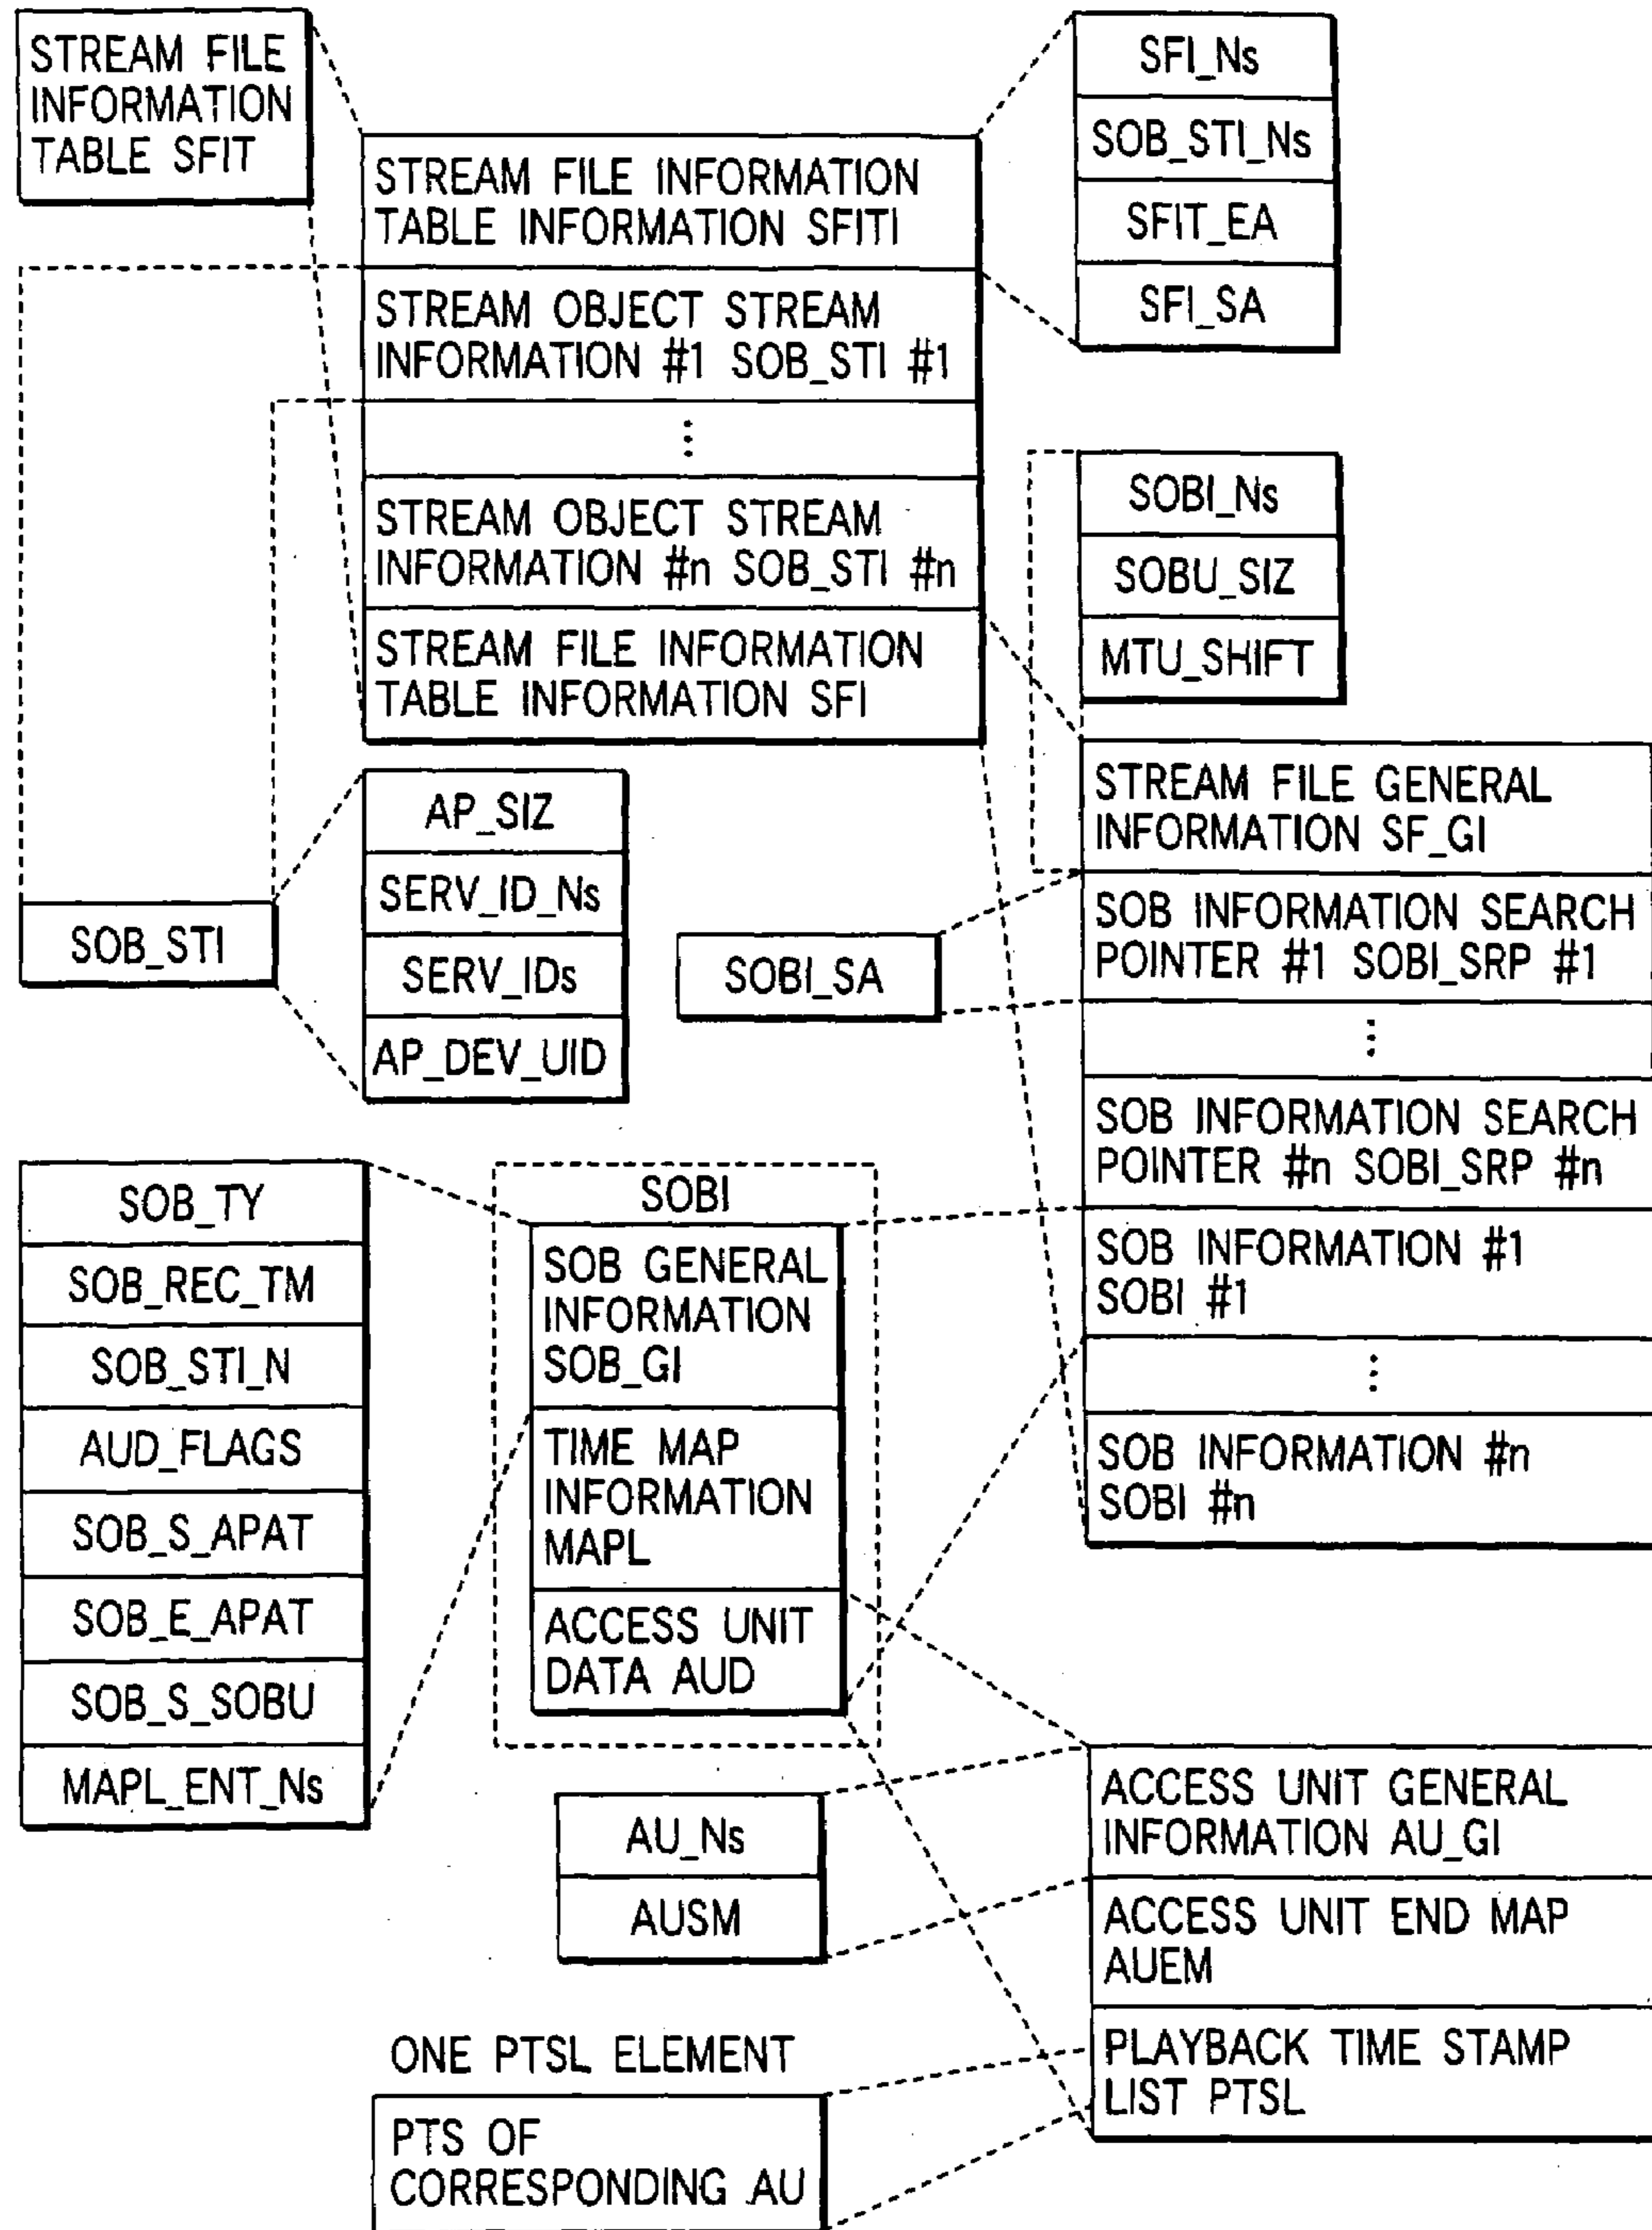 STREAM FILE
INFORMATION
TABLE SFIT
STREAM FILE INFORMATION
TABLE INFORMATION SFITI
STREAM OBJECT STREAM
INFORMATION #1 SOB_STI #1
⋮
STREAM OBJECT STREAM
INFORMATION #n SOB_STI #n
STREAM FILE INFORMATION
TABLE INFORMATION SFI
SFI_Ns
SOB_STI_Ns
SFIT_EA
SFI_SA
SOBI_Ns
SOBU_SIZ
MTU_SHIFT
STREAM FILE GENERAL
INFORMATION SF_GI
SOB INFORMATION SEARCH
POINTER #1 SOBI_SRP #1
⋮
SOB INFORMATION SEARCH
POINTER #n SOBI_SRP #n
SOB INFORMATION #1
SOBI #1
⋮
SOB INFORMATION #n
SOBI #n
SOB_STI
AP_SIZ
SERV_ID_Ns
SERV_IDs
AP_DEV_UID
SOBI_SA
SOB_TY
SOB_REC_TM
SOB_STI_N
AUD_FLAGS
SOB_S_APAT
SOB_E_APAT
SOB_S_SOBU
MAPL_ENT_Ns
SOBI
SOB GENERAL
INFORMATION
SOB_GI
TIME MAP
INFORMATION
MAPL
ACCESS UNIT
DATA AUD
AU_Ns
AUSM
ACCESS UNIT GENERAL
INFORMATION AU_GI
ACCESS UNIT END MAP
AUEM
PLAYBACK TIME STAMP
LIST PTSL
ONE PTSL ELEMENT
PTS OF
CORRESPONDING AU